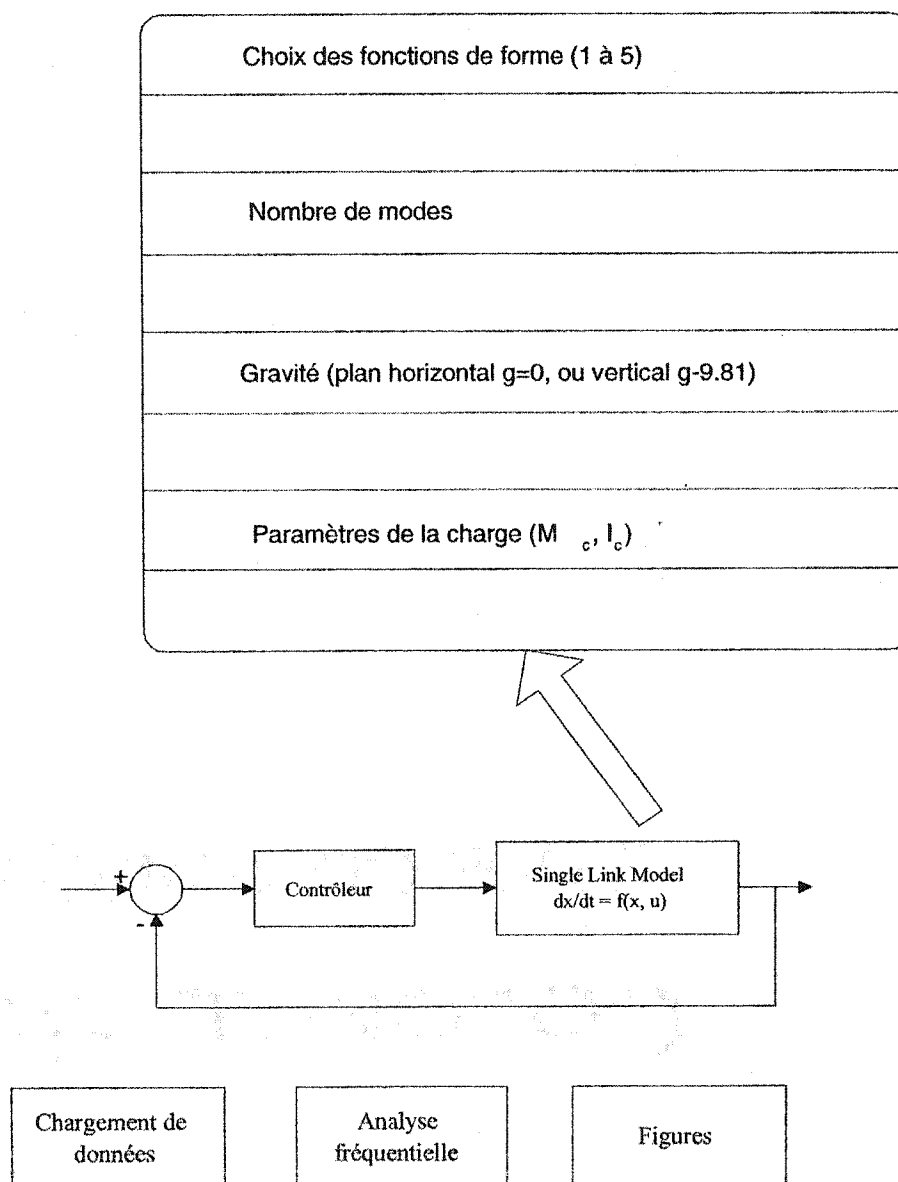 Choix des fonctions de forme (1 à 5)
Nombre de modes
Gravité (plan horizontal g=0, ou vertical g-9.81)
Paramètres de la charge (M c, Ic)
+
-
Contrôleur
Single Link Model
dx/dt = f(x, u)
Chargement de
données
Analyse
fréquentielle
Figures